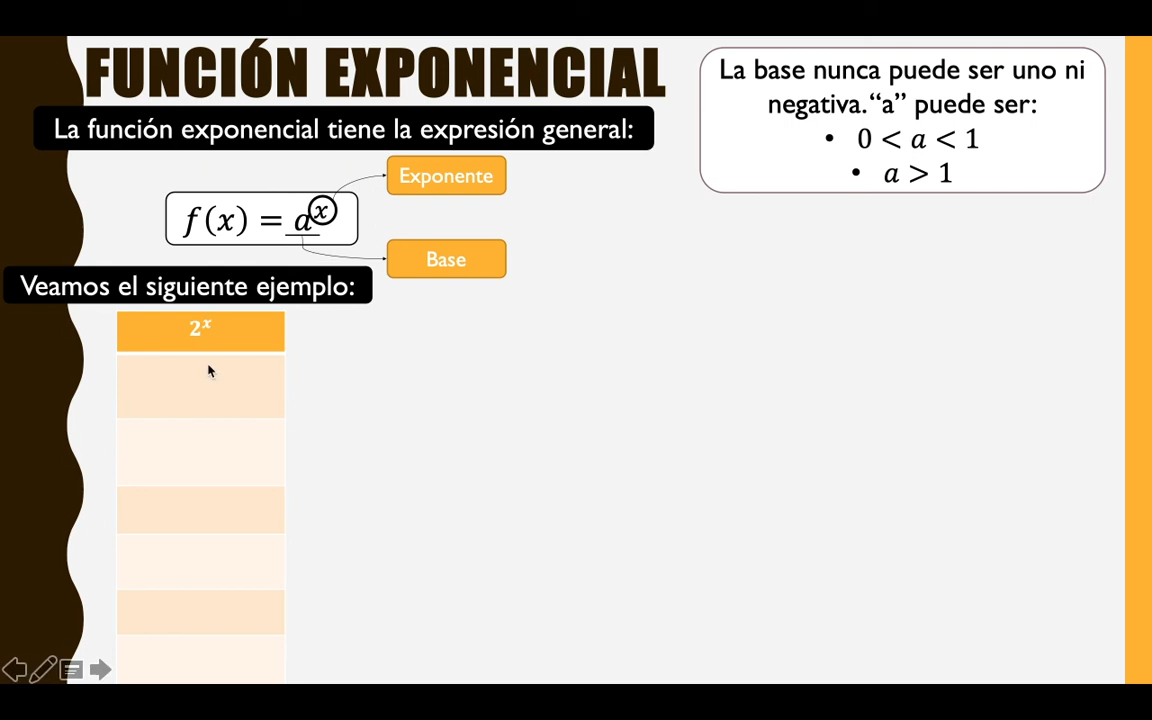 FUNCIÓN EXPONENCIAL
La función exponencial tiene la expresión general:
Exponente
f(x) = a^x
Base
La base nunca puede ser uno ni
negativa.“a” puede ser:
• 0 < a < 1
• a > 1
Veamos el siguiente ejemplo:
2^x